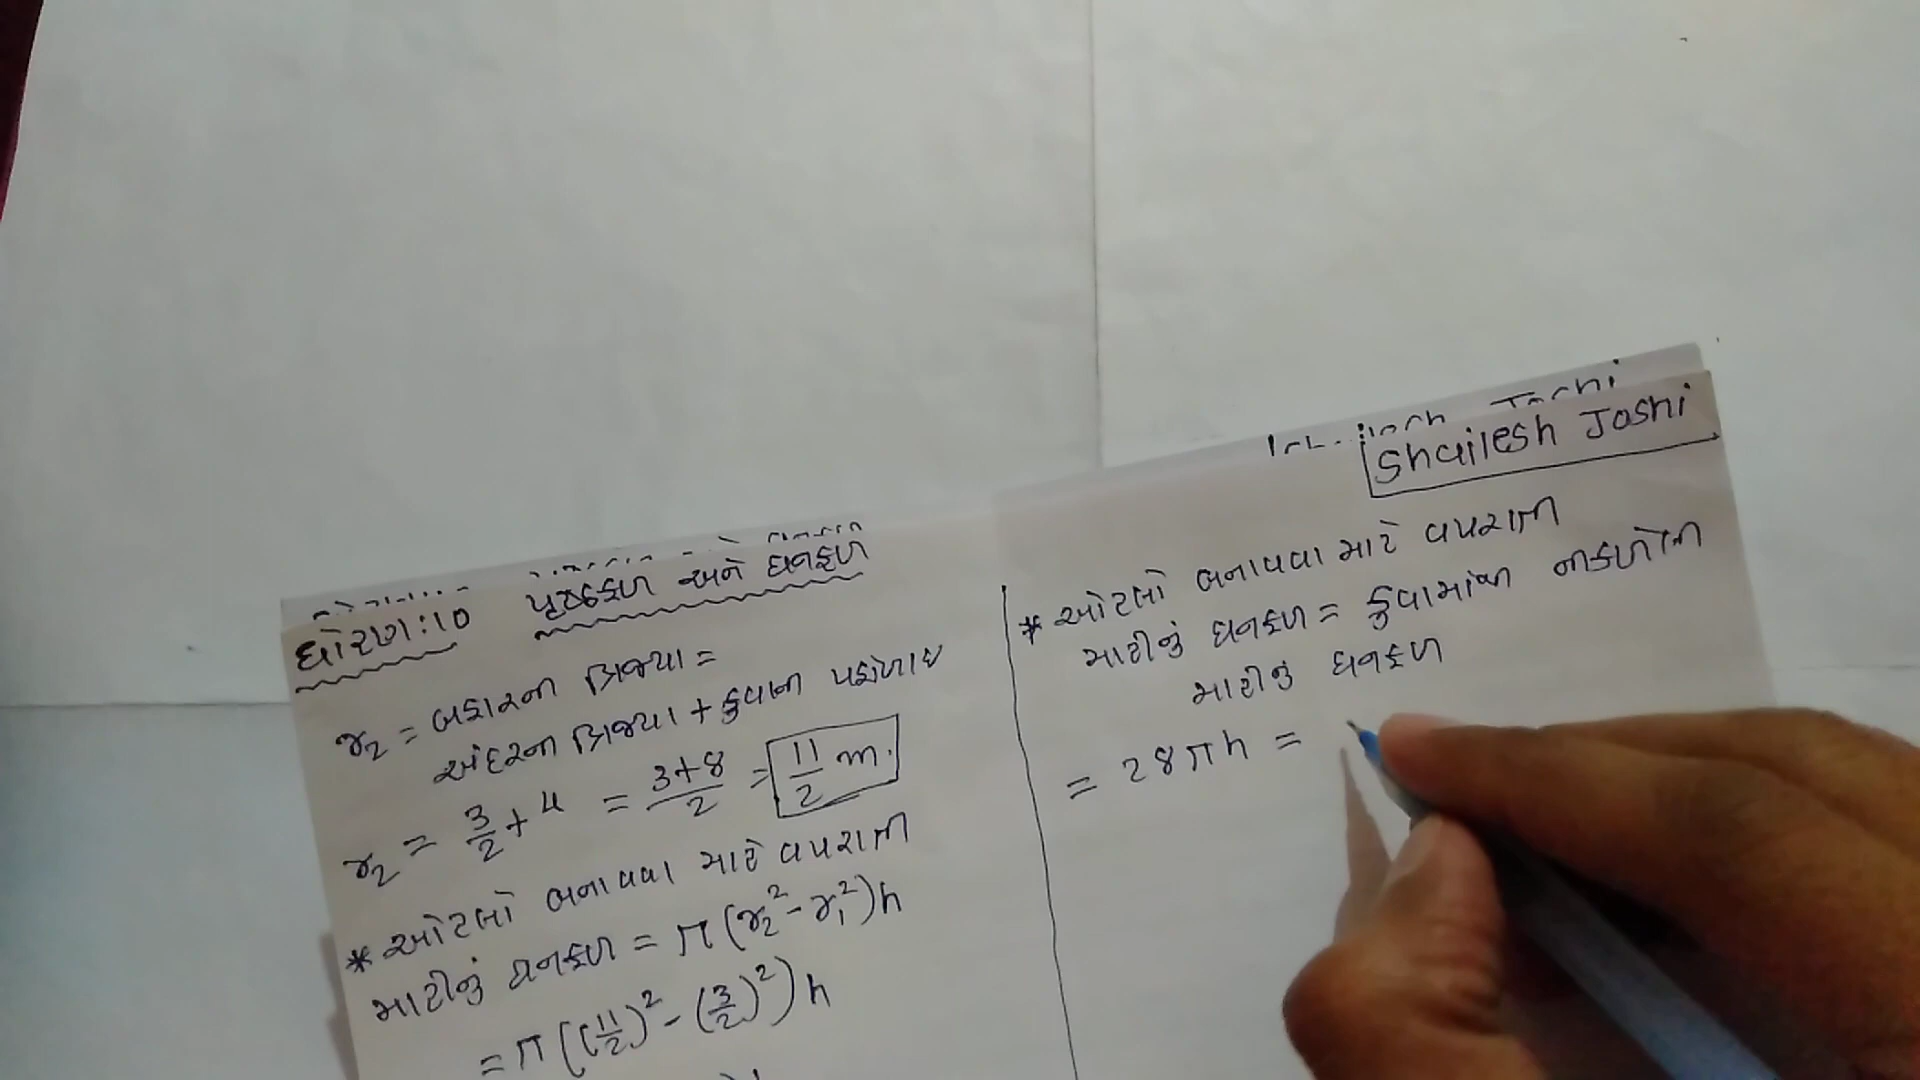 Shailesh Joshi
ધોરણ:10 પૃષ્ઠફળ અને ઘનફળ
r₂ = બહારની ત્રિજ્યા =
અંદરની ત્રિજ્યા + કુવાની પહોળાઇ
r₂ = 3/2 + 4 = 3+8/2 = 11/2 m.
* ઓટલો બનાવવા માટે વપરાતી
માટીનું ઘનફળ = π(r₂² - r₁²)h
= π((11/2)² - (3/2)²)h
* ઓટલો બનાવવા માટે વપરાતી
માટીનું ઘનફળ = કુવામાંથી નીકળેલી
માટીનું ઘનફળ
= 28πh =